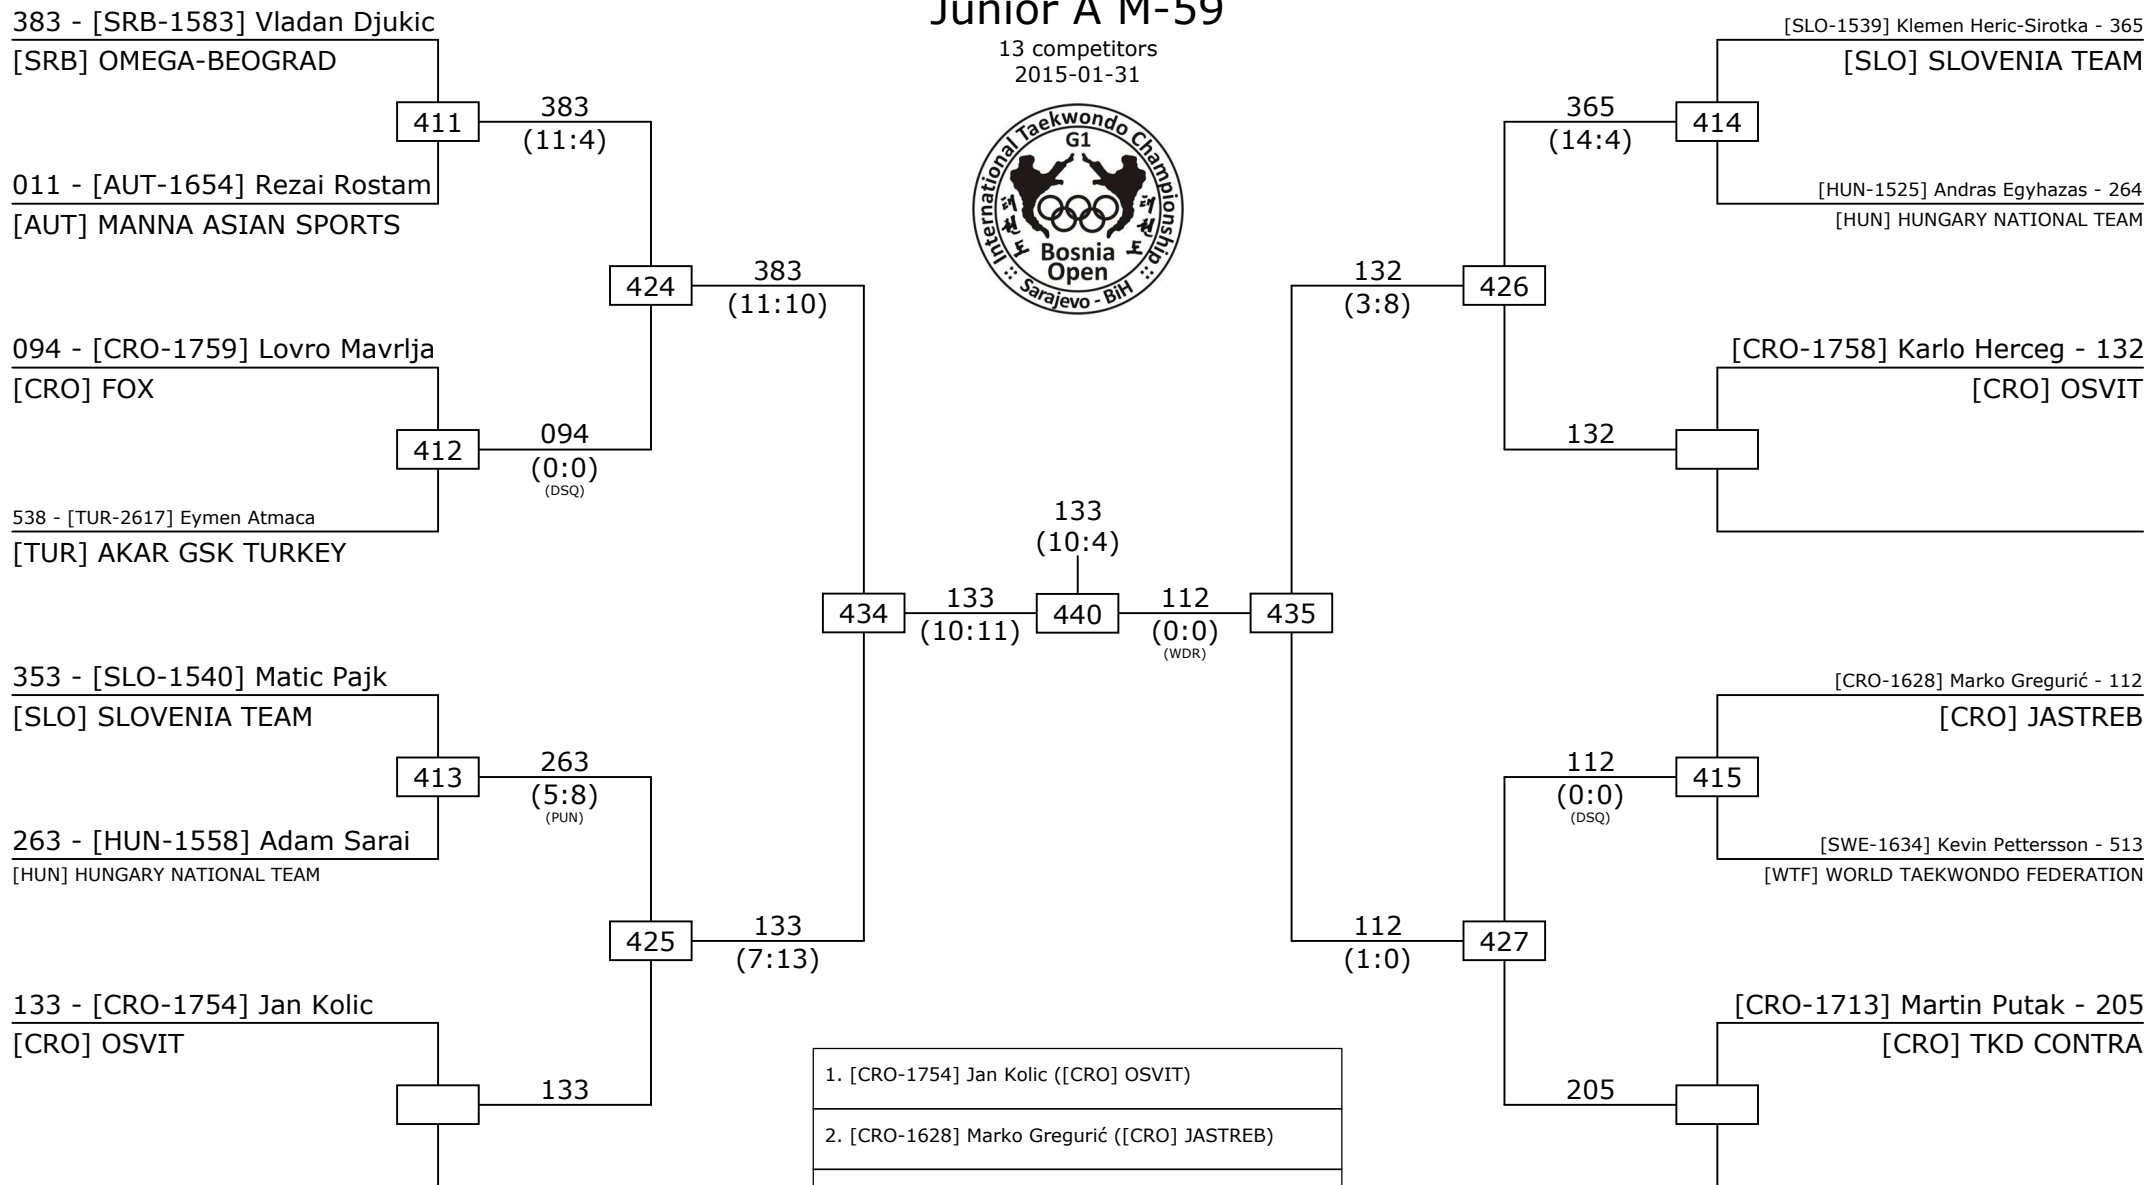 Junior A M-59
13 competitors
2015-01-31
International Taekwondo Championship
G1
Bosnia
Open
:: Sarajevo - BiH ::
383 - [SRB-1583] Vladan Djukic
[SRB] OMEGA-BEOGRAD
411
383
(11:4)
011 - [AUT-1654] Rezai Rostam
[AUT] MANNA ASIAN SPORTS
424
383
(11:10)
094 - [CRO-1759] Lovro Mavrlja
[CRO] FOX
412
094
(0:0)
(DSQ)
538 - [TUR-2617] Eymen Atmaca
[TUR] AKAR GSK TURKEY
434
133
(10:11)
353 - [SLO-1540] Matic Pajk
[SLO] SLOVENIA TEAM
413
263
(5:8)
(PUN)
263 - [HUN-1558] Adam Sarai
[HUN] HUNGARY NATIONAL TEAM
425
133
(7:13)
133 - [CRO-1754] Jan Kolic
[CRO] OSVIT
133
133
(10:4)
440
[SLO-1539] Klemen Heric-Sirotka - 365
[SLO] SLOVENIA TEAM
365
(14:4)
414
[HUN-1525] Andras Egyhazas - 264
[HUN] HUNGARY NATIONAL TEAM
132
(3:8)
426
[CRO-1758] Karlo Herceg - 132
[CRO] OSVIT
132
112
(0:0)
(WDR)
435
[CRO-1628] Marko Gregurić - 112
[CRO] JASTREB
112
(0:0)
(DSQ)
415
[SWE-1634] Kevin Pettersson - 513
[WTF] WORLD TAEKWONDO FEDERATION
112
(1:0)
427
[CRO-1713] Martin Putak - 205
[CRO] TKD CONTRA
205
1. [CRO-1754] Jan Kolic ([CRO] OSVIT)
2. [CRO-1628] Marko Gregurić ([CRO] JASTREB)